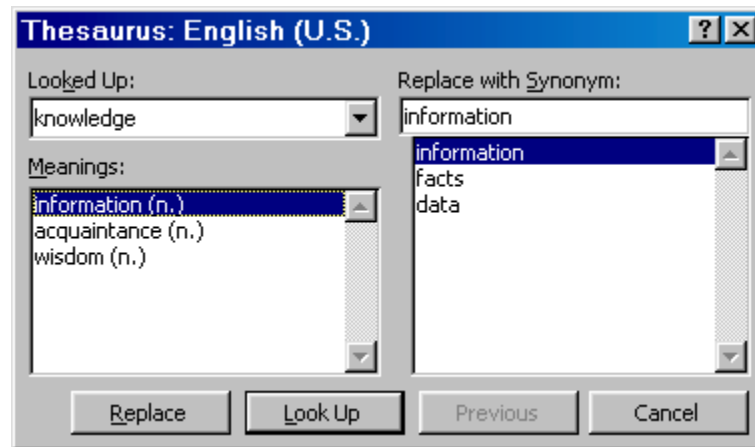 Thesaurus: English (U.S.)
Looked Up:
knowledge
Meanings:
information (n.)
acquaintance (n.)
wisdom (n.)
Replace with Synonym:
information
information
facts
data
Replace
Look Up
Previous
Cancel